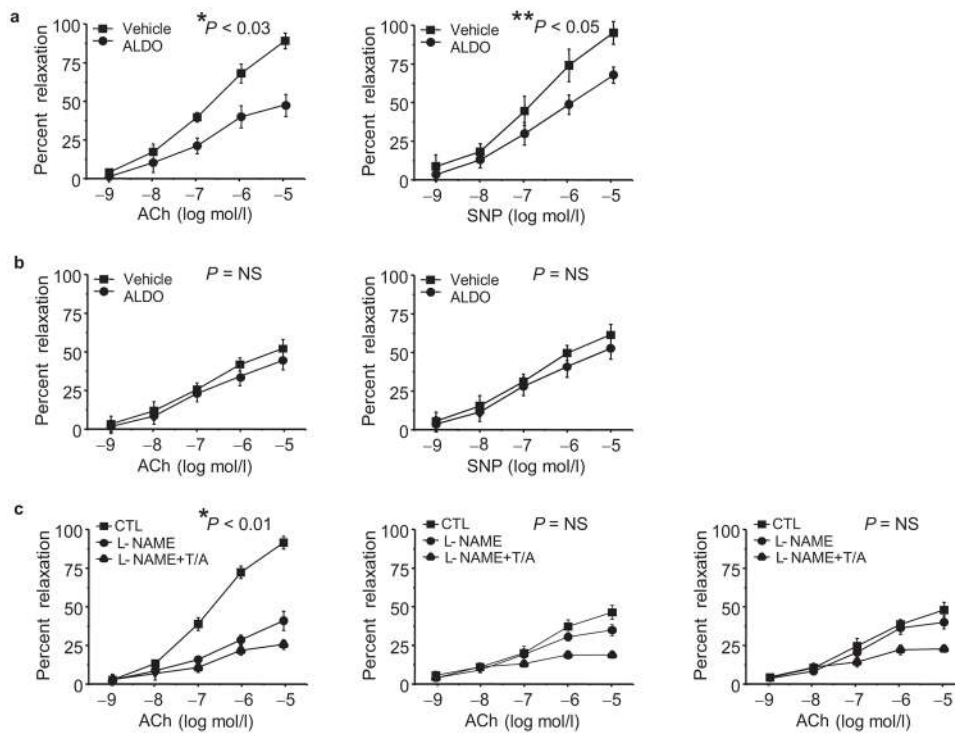 a
* P < 0.03
Vehicle
ALDO
Percent relaxation
100
75
50
25
0
–9 –8 –7 –6 –5
ACh (log mol/l)
** P < 0.05
Vehicle
ALDO
Percent relaxation
100
75
50
25
0
–9 –8 –7 –6 –5
SNP (log mol/l)
b
P = NS
Vehicle
ALDO
Percent relaxation
100
75
50
25
0
–9 –8 –7 –6 –5
ACh (log mol/l)
P = NS
Vehicle
ALDO
Percent relaxation
100
75
50
25
0
–9 –8 –7 –6 –5
SNP (log mol/l)
c
* P < 0.01
CTL
L- NAME
L- NAME+T/A
Percent relaxation
100
75
50
25
0
–9 –8 –7 –6 –5
ACh (log mol/l)
P = NS
CTL
L- NAME
L- NAME+T/A
Percent relaxation
100
75
50
25
0
–9 –8 –7 –6 –5
ACh (log mol/l)
P = NS
CTL
L- NAME
L- NAME+T/A
Percent relaxation
100
75
50
25
0
–9 –8 –7 –6 –5
ACh (log mol/l)